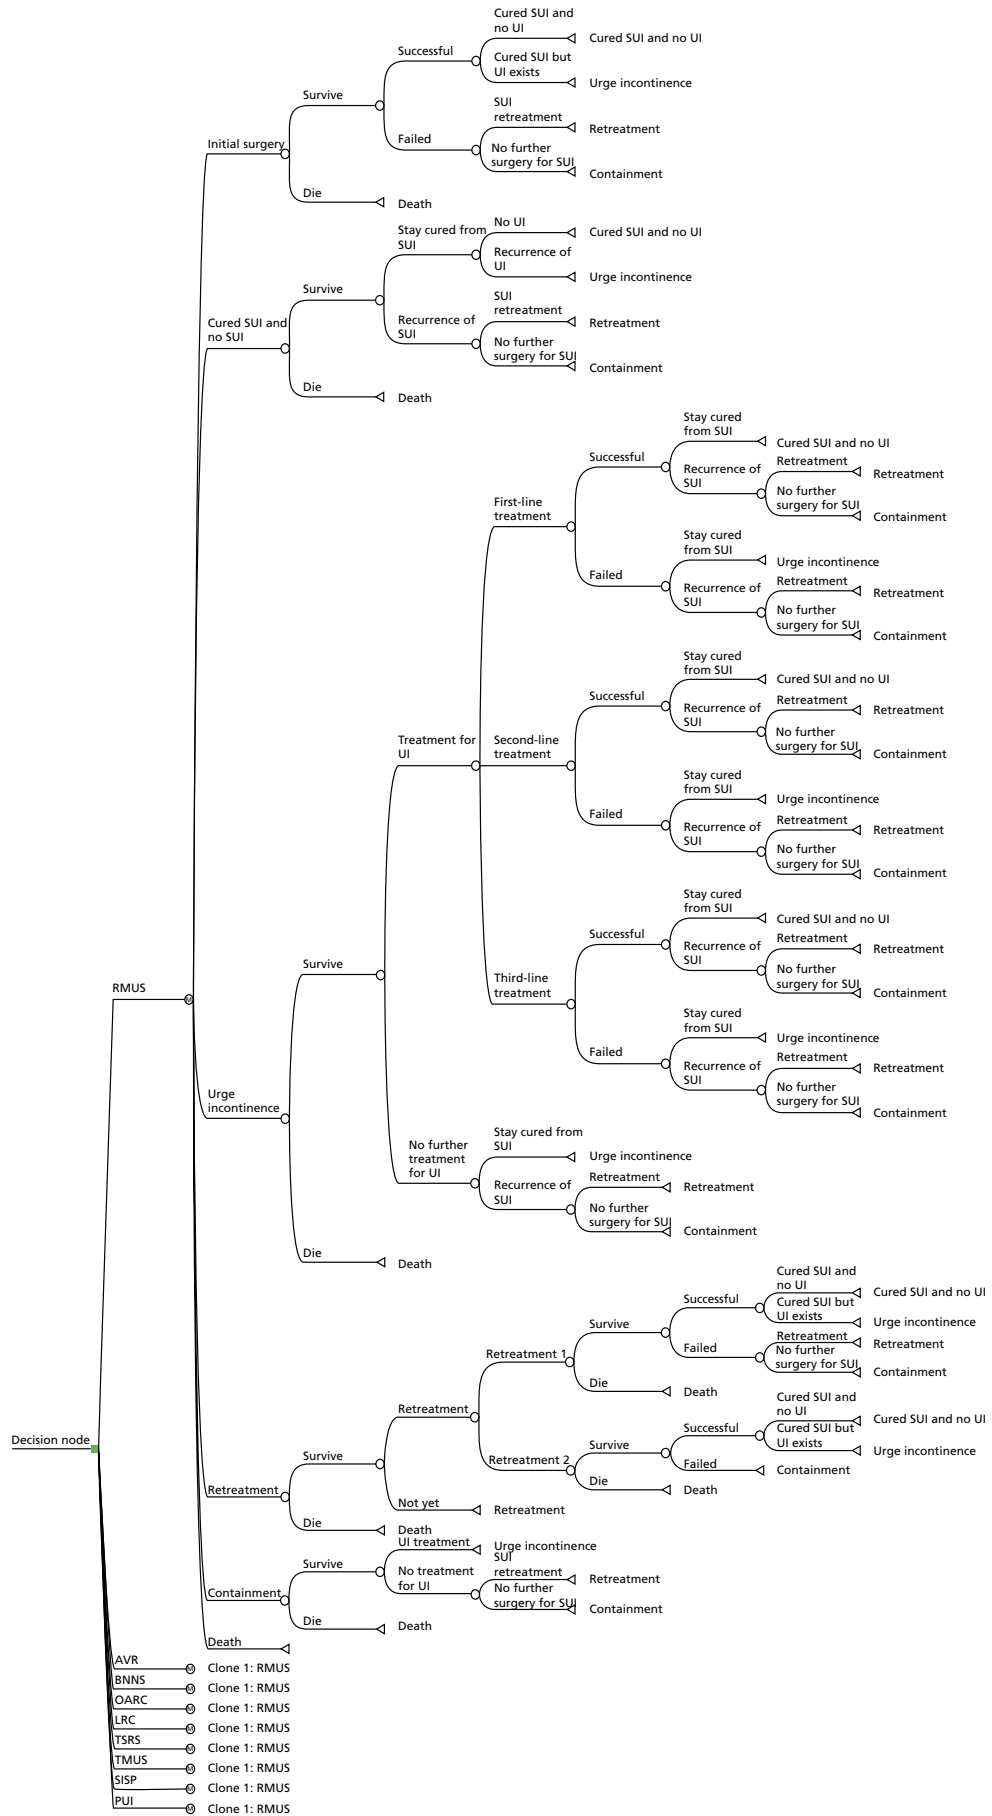 Cured SUI and
no UI
Cured SUI and no UI
Successful
Cured SUI but
UI exists
Urge incontinence
Survive
SUI
retreatment
Retreatment
Failed
No further
surgery for SUI
Containment
Initial surgery
Die
Death
No UI
Cured SUI and no UI
Stay cured from
SUI
Recurrence of
UI
Urge incontinence
Survive
SUI
retreatment
Retreatment
Recurrence of
SUI
No further
surgery for SUI
Containment
Cured SUI and
no SUI
Die
Death
Stay cured
from SUI
Cured SUI and no UI
Successful
Recurrence of
SUI
Retreatment
Retreatment
No further
surgery for SUI
Containment
First-line
treatment
Stay cured
from SUI
Urge incontinence
Failed
Recurrence of
SUI
Retreatment
Retreatment
No further
surgery for SUI
Containment
Stay cured
from SUI
Cured SUI and no UI
Successful
Recurrence of
SUI
Retreatment
Retreatment
No further
surgery for SUI
Containment
Treatment for
UI
Second-line
treatment
Stay cured
from SUI
Urge incontinence
Failed
Recurrence of
SUI
Retreatment
Retreatment
No further
surgery for SUI
Containment
Stay cured
from SUI
Cured SUI and no UI
Successful
Recurrence of
SUI
Retreatment
Retreatment
No further
surgery for SUI
Containment
Survive
Third-line
treatment
RMUS
M
Stay cured
from SUI
Urge incontinence
Failed
Recurrence of
SUI
Retreatment
Retreatment
No further
surgery for SUI
Containment
Urge
incontinence
No further
treatment
for UI
Stay cured from
SUI
Urge incontinence
Recurrence of
SUI
Retreatment
Retreatment
No further
surgery for SUI
Containment
Die
Death
Cured SUI and
no UI
Cured SUI and no UI
Successful
Cured SUI but
UI exists
Urge incontinence
Survive
Retreatment
Retreatment
Failed
No further
surgery for SUI
Containment
Retreatment 1
Die
Death
Retreatment
Cured SUI and
no UI
Cured SUI and no UI
Successful
Cured SUI but
UI exists
Urge incontinence
Survive
Retreatment 2
Failed
Containment
Die
Death
Decision node
Survive
Retreatment
Not yet
Retreatment
Die
Death
UI treatment
Urge incontinence
Survive
SUI
retreatment
Retreatment
No treatment
for UI
No further
surgery for SUI
Containment
Containment
Die
Death
Death
AVR
M
Clone 1: RMUS
BNNS
M
Clone 1: RMUS
OARC
M
Clone 1: RMUS
LRC
M
Clone 1: RMUS
TSRS
M
Clone 1: RMUS
TMUS
M
Clone 1: RMUS
SISP
M
Clone 1: RMUS
PUI
M
Clone 1: RMUS